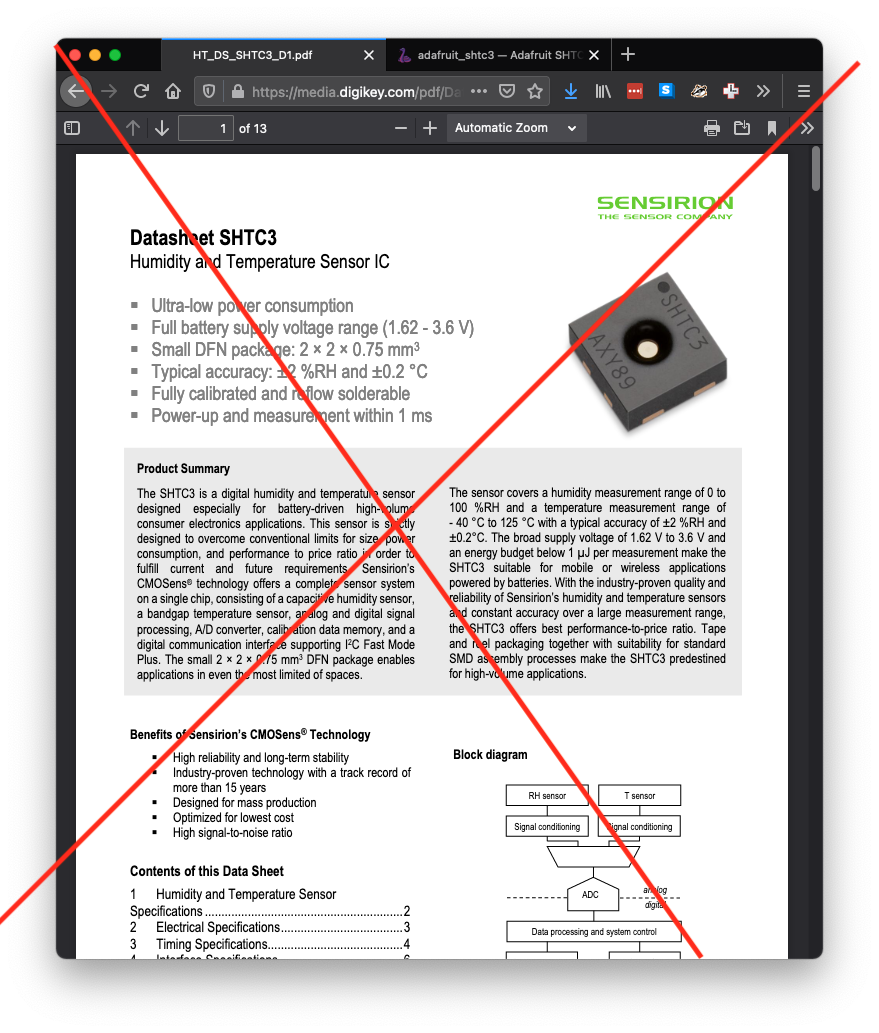 HT_DS_SHTC3_D1.pdf
adafruit_shtc3 — Adafruit SHTC
https://media.digikey.com/pdf/Da
1 of 13
Automatic Zoom
SENSIRION
THE SENSOR COMPANY
Datasheet SHTC3
Humidity and Temperature Sensor IC
▪ Ultra-low power consumption
▪ Full battery supply voltage range (1.62 - 3.6 V)
▪ Small DFN package: 2 × 2 × 0.75 mm³
▪ Typical accuracy: ±2 %RH and ±0.2 °C
▪ Fully calibrated and reflow solderable
▪ Power-up and measurement within 1 ms
SHTC3
AXY89
Product Summary
The SHTC3 is a digital humidity and temperature sensor
designed especially for battery-driven high-volume
consumer electronics applications. This sensor is strictly
designed to overcome conventional limits for size, power
consumption, and performance to price ratio in order to
fulfill current and future requirements. Sensirion's
CMOSens® technology offers a complete sensor system
on a single chip, consisting of a capacitive humidity sensor,
a bandgap temperature sensor, analog and digital signal
processing, A/D converter, calibration data memory, and a
digital communication interface supporting I²C Fast Mode
Plus. The small 2 × 2 × 0.75 mm³ DFN package enables
applications in even the most limited of spaces.
The sensor covers a humidity measurement range of 0 to
100 %RH and a temperature measurement range of
- 40 °C to 125 °C with a typical accuracy of ±2 %RH and
±0.2°C. The broad supply voltage of 1.62 V to 3.6 V and
an energy budget below 1 µJ per measurement make the
SHTC3 suitable for mobile or wireless applications
powered by batteries. With the industry-proven quality and
reliability of Sensirion's humidity and temperature sensors
and constant accuracy over a large measurement range,
the SHTC3 offers best performance-to-price ratio. Tape
and reel packaging together with suitability for standard
SMD assembly processes make the SHTC3 predestined
for high-volume applications.
Benefits of Sensirion's CMOSens® Technology
▪ High reliability and long-term stability
▪ Industry-proven technology with a track record of
more than 15 years
▪ Designed for mass production
▪ Optimized for lowest cost
▪ High signal-to-noise ratio
Contents of this Data Sheet
1 Humidity and Temperature Sensor
Specifications ... 2
2 Electrical Specifications ... 3
3 Timing Specifications ... 4
4 Interface Specifications ... 6
Block diagram
RH sensor
T sensor
Signal conditioning
Signal conditioning
ADC
analog
digital
Data processing and system control